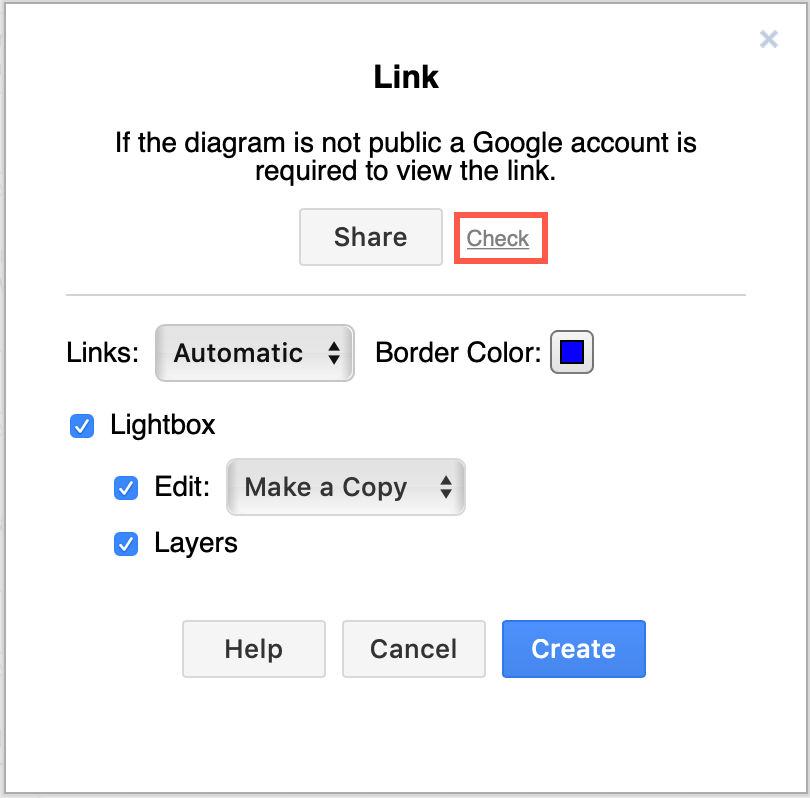 Link
If the diagram is not public a Google account is
required to view the link.
Share Check
Links: Automatic Border Color:
Lightbox
Edit: Make a Copy
Layers
Help Cancel Create